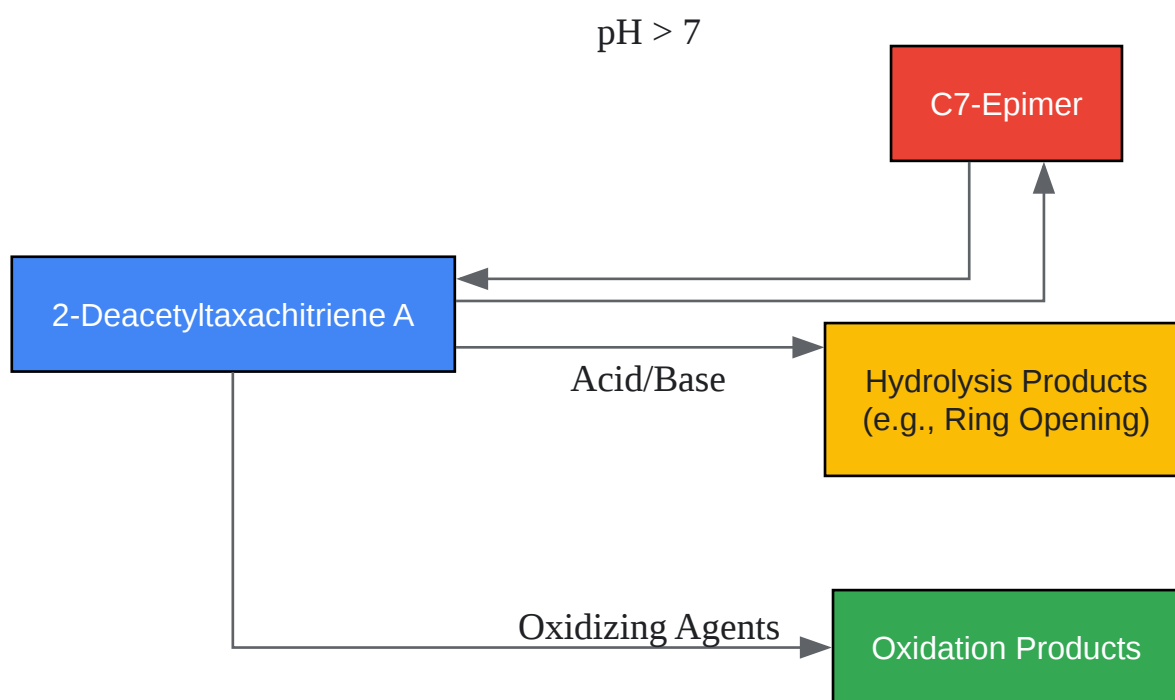 pH > 7
C7-Epimer
2-Deacetyltaxachitriene A
Acid/Base
Hydrolysis Products
(e.g., Ring Opening)
Oxidizing Agents
Oxidation Products